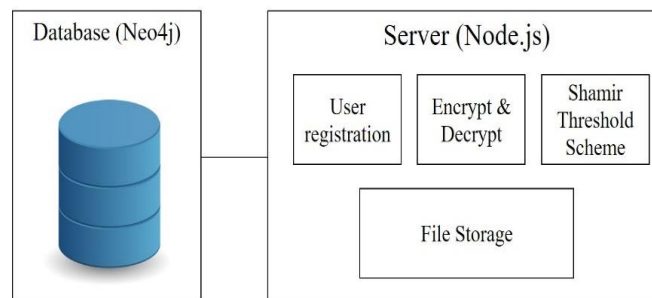 Database (Neo4j)
Server (Node.js)
User
registration
Encrypt &
Decrypt
Shamir
Threshold
Scheme
File Storage